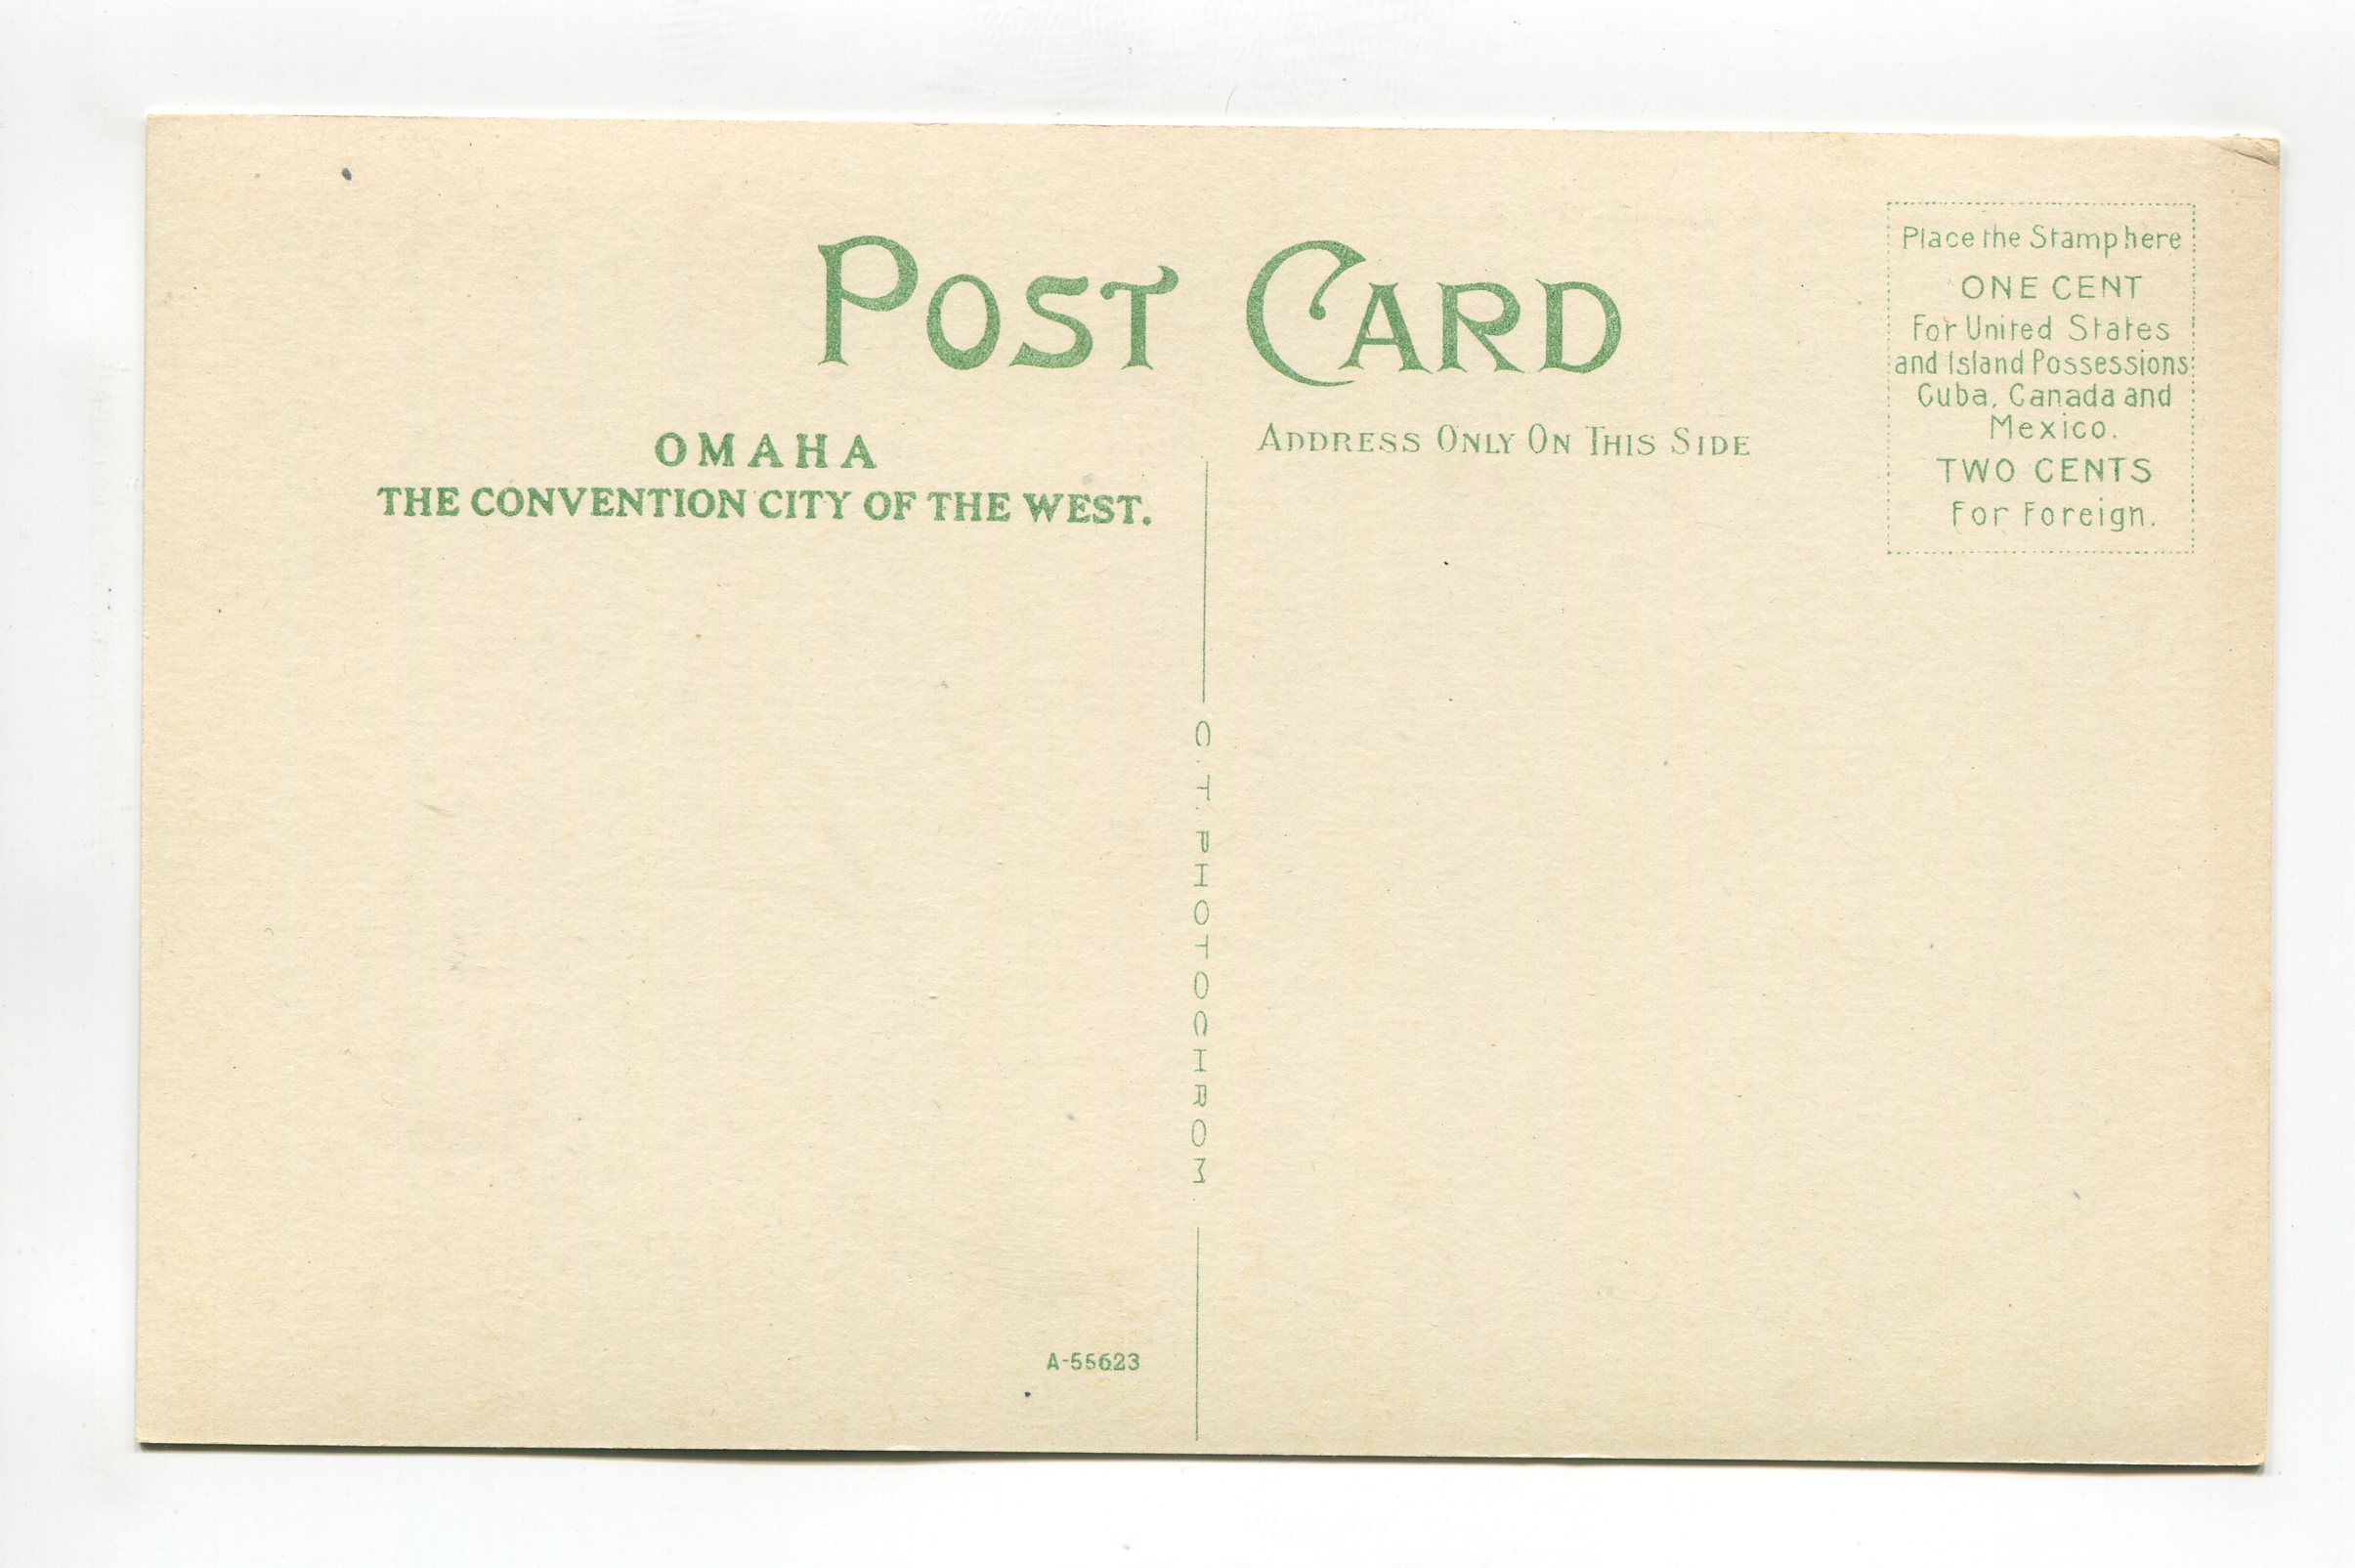 POST CARD
OMAHA
THE CONVENTION CITY OF THE WEST.
ADDRESS ONLY ON THIS SIDE
Place the Stamp here
ONE CENT
For United States
and Island Possessions
Cuba, Canada and
Mexico.
TWO CENTS
For Foreign.
C. T. PHOTOCHROM.
A-55623